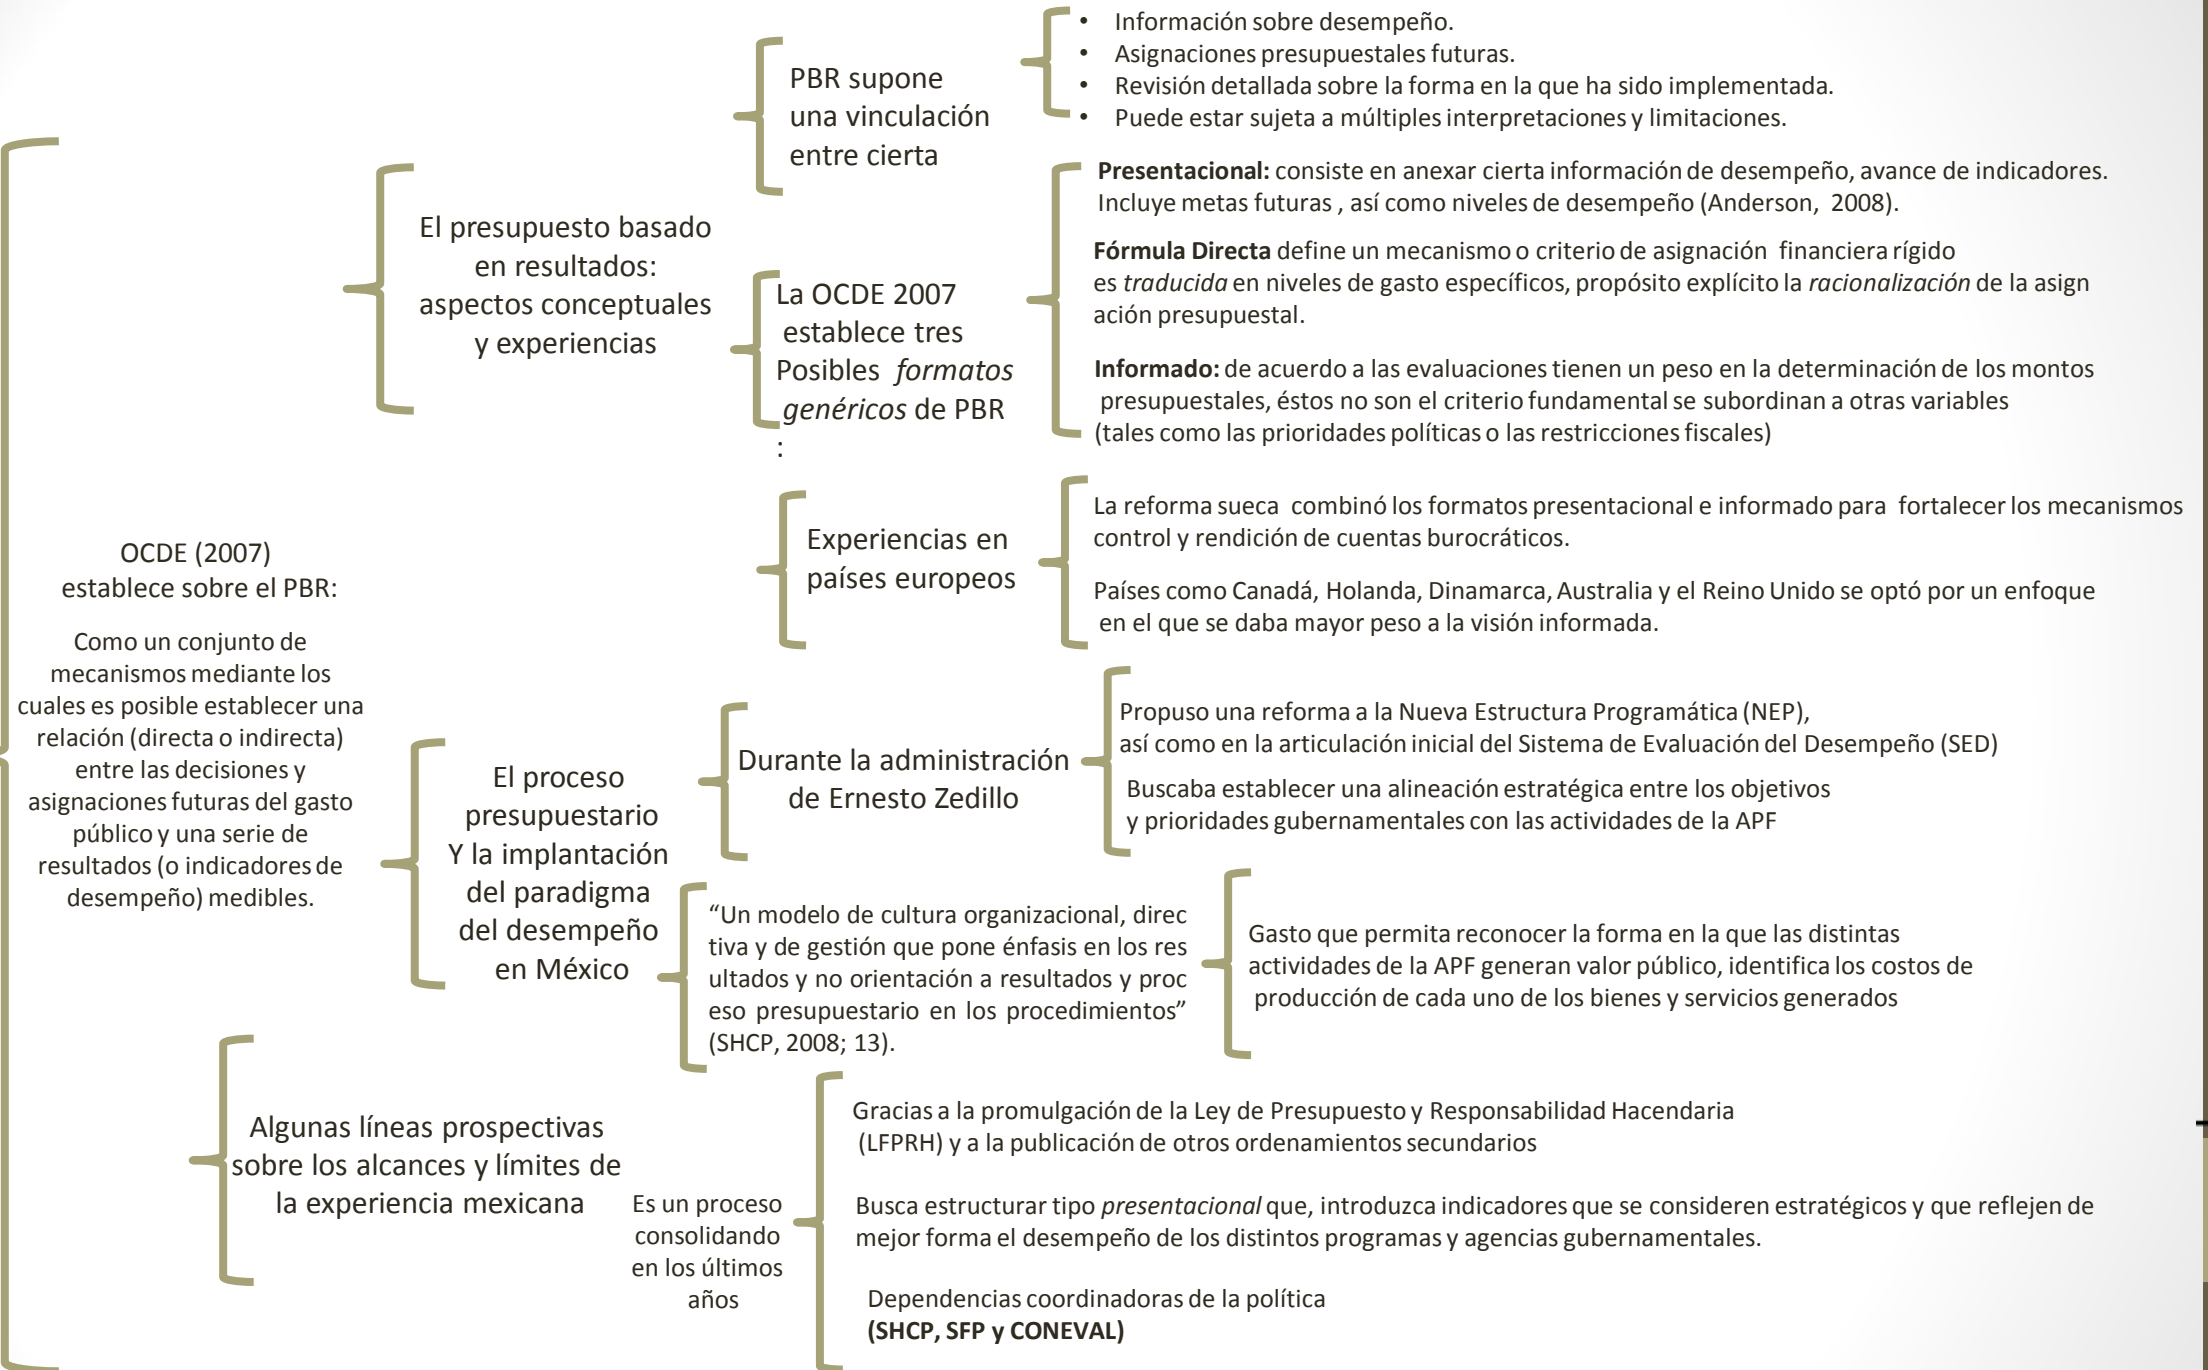 OCDE (2007)
establece sobre el PBR:
Como un conjunto de
mecanismos mediante los
cuales es posible establecer una
relación (directa o indirecta)
entre las decisiones y
asignaciones futuras del gasto
público y una serie de
resultados (o indicadores de
desempeño) medibles.
El presupuesto basado
en resultados:
aspectos conceptuales
y experiencias
PBR supone
una vinculación
entre cierta
• Información sobre desempeño.
• Asignaciones presupuestales futuras.
• Revisión detallada sobre la forma en la que ha sido implementada.
• Puede estar sujeta a múltiples interpretaciones y limitaciones.
La OCDE 2007
establece tres
Posibles formatos
genéricos de PBR
:
Presentacional: consiste en anexar cierta información de desempeño, avance de indicadores.
Incluye metas futuras , así como niveles de desempeño (Anderson, 2008).
Fórmula Directa define un mecanismo o criterio de asignación financiera rígido
es traducida en niveles de gasto específicos, propósito explícito la racionalización de la asign
ación presupuestal.
Informado: de acuerdo a las evaluaciones tienen un peso en la determinación de los montos
presupuestales, éstos no son el criterio fundamental se subordinan a otras variables
(tales como las prioridades políticas o las restricciones fiscales)
Experiencias en
países europeos
La reforma sueca combinó los formatos presentacional e informado para fortalecer los mecanismos
control y rendición de cuentas burocráticos.
Países como Canadá, Holanda, Dinamarca, Australia y el Reino Unido se optó por un enfoque
en el que se daba mayor peso a la visión informada.
El proceso
presupuestario
Y la implantación
del paradigma
del desempeño
en México
Durante la administración
de Ernesto Zedillo
Propuso una reforma a la Nueva Estructura Programática (NEP),
así como en la articulación inicial del Sistema de Evaluación del Desempeño (SED)
Buscaba establecer una alineación estratégica entre los objetivos
y prioridades gubernamentales con las actividades de la APF
“Un modelo de cultura organizacional, direc
tiva y de gestión que pone énfasis en los res
ultados y no orientación a resultados y proc
eso presupuestario en los procedimientos”
(SHCP, 2008; 13).
Gasto que permita reconocer la forma en la que las distintas
actividades de la APF generan valor público, identifica los costos de
producción de cada uno de los bienes y servicios generados
Algunas líneas prospectivas
sobre los alcances y límites de
la experiencia mexicana
Es un proceso
consolidando
en los últimos
años
Gracias a la promulgación de la Ley de Presupuesto y Responsabilidad Hacendaria
(LFPRH) y a la publicación de otros ordenamientos secundarios
Busca estructurar tipo presentacional que, introduzca indicadores que se consideren estratégicos y que reflejen de
mejor forma el desempeño de los distintos programas y agencias gubernamentales.
Dependencias coordinadoras de la política
(SHCP, SFP y CONEVAL)